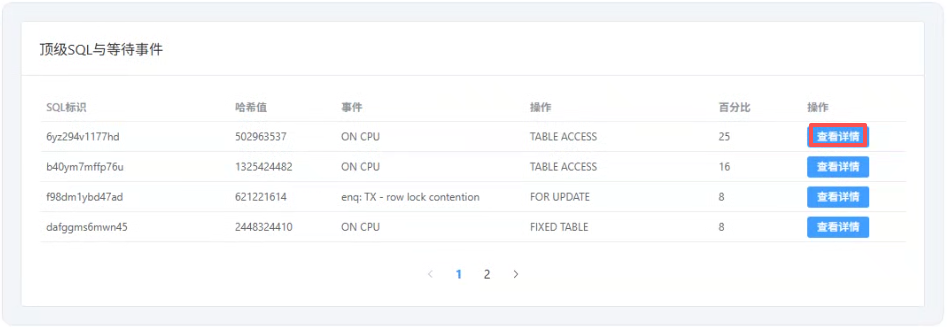 顶级SQL与等待事件
SQL标识 哈希值 事件 操作 百分比 操作
6yz294v1177hd 502963537 ON CPU TABLE ACCESS 25 查看详情
b40ym7mffp76u 1325424482 ON CPU TABLE ACCESS 16 查看详情
f98dm1ybd47ad 621221614 enq: TX - row lock contention FOR UPDATE 8 查看详情
dafggms6mwn45 2448324410 ON CPU FIXED TABLE 8 查看详情
< 1 2 >